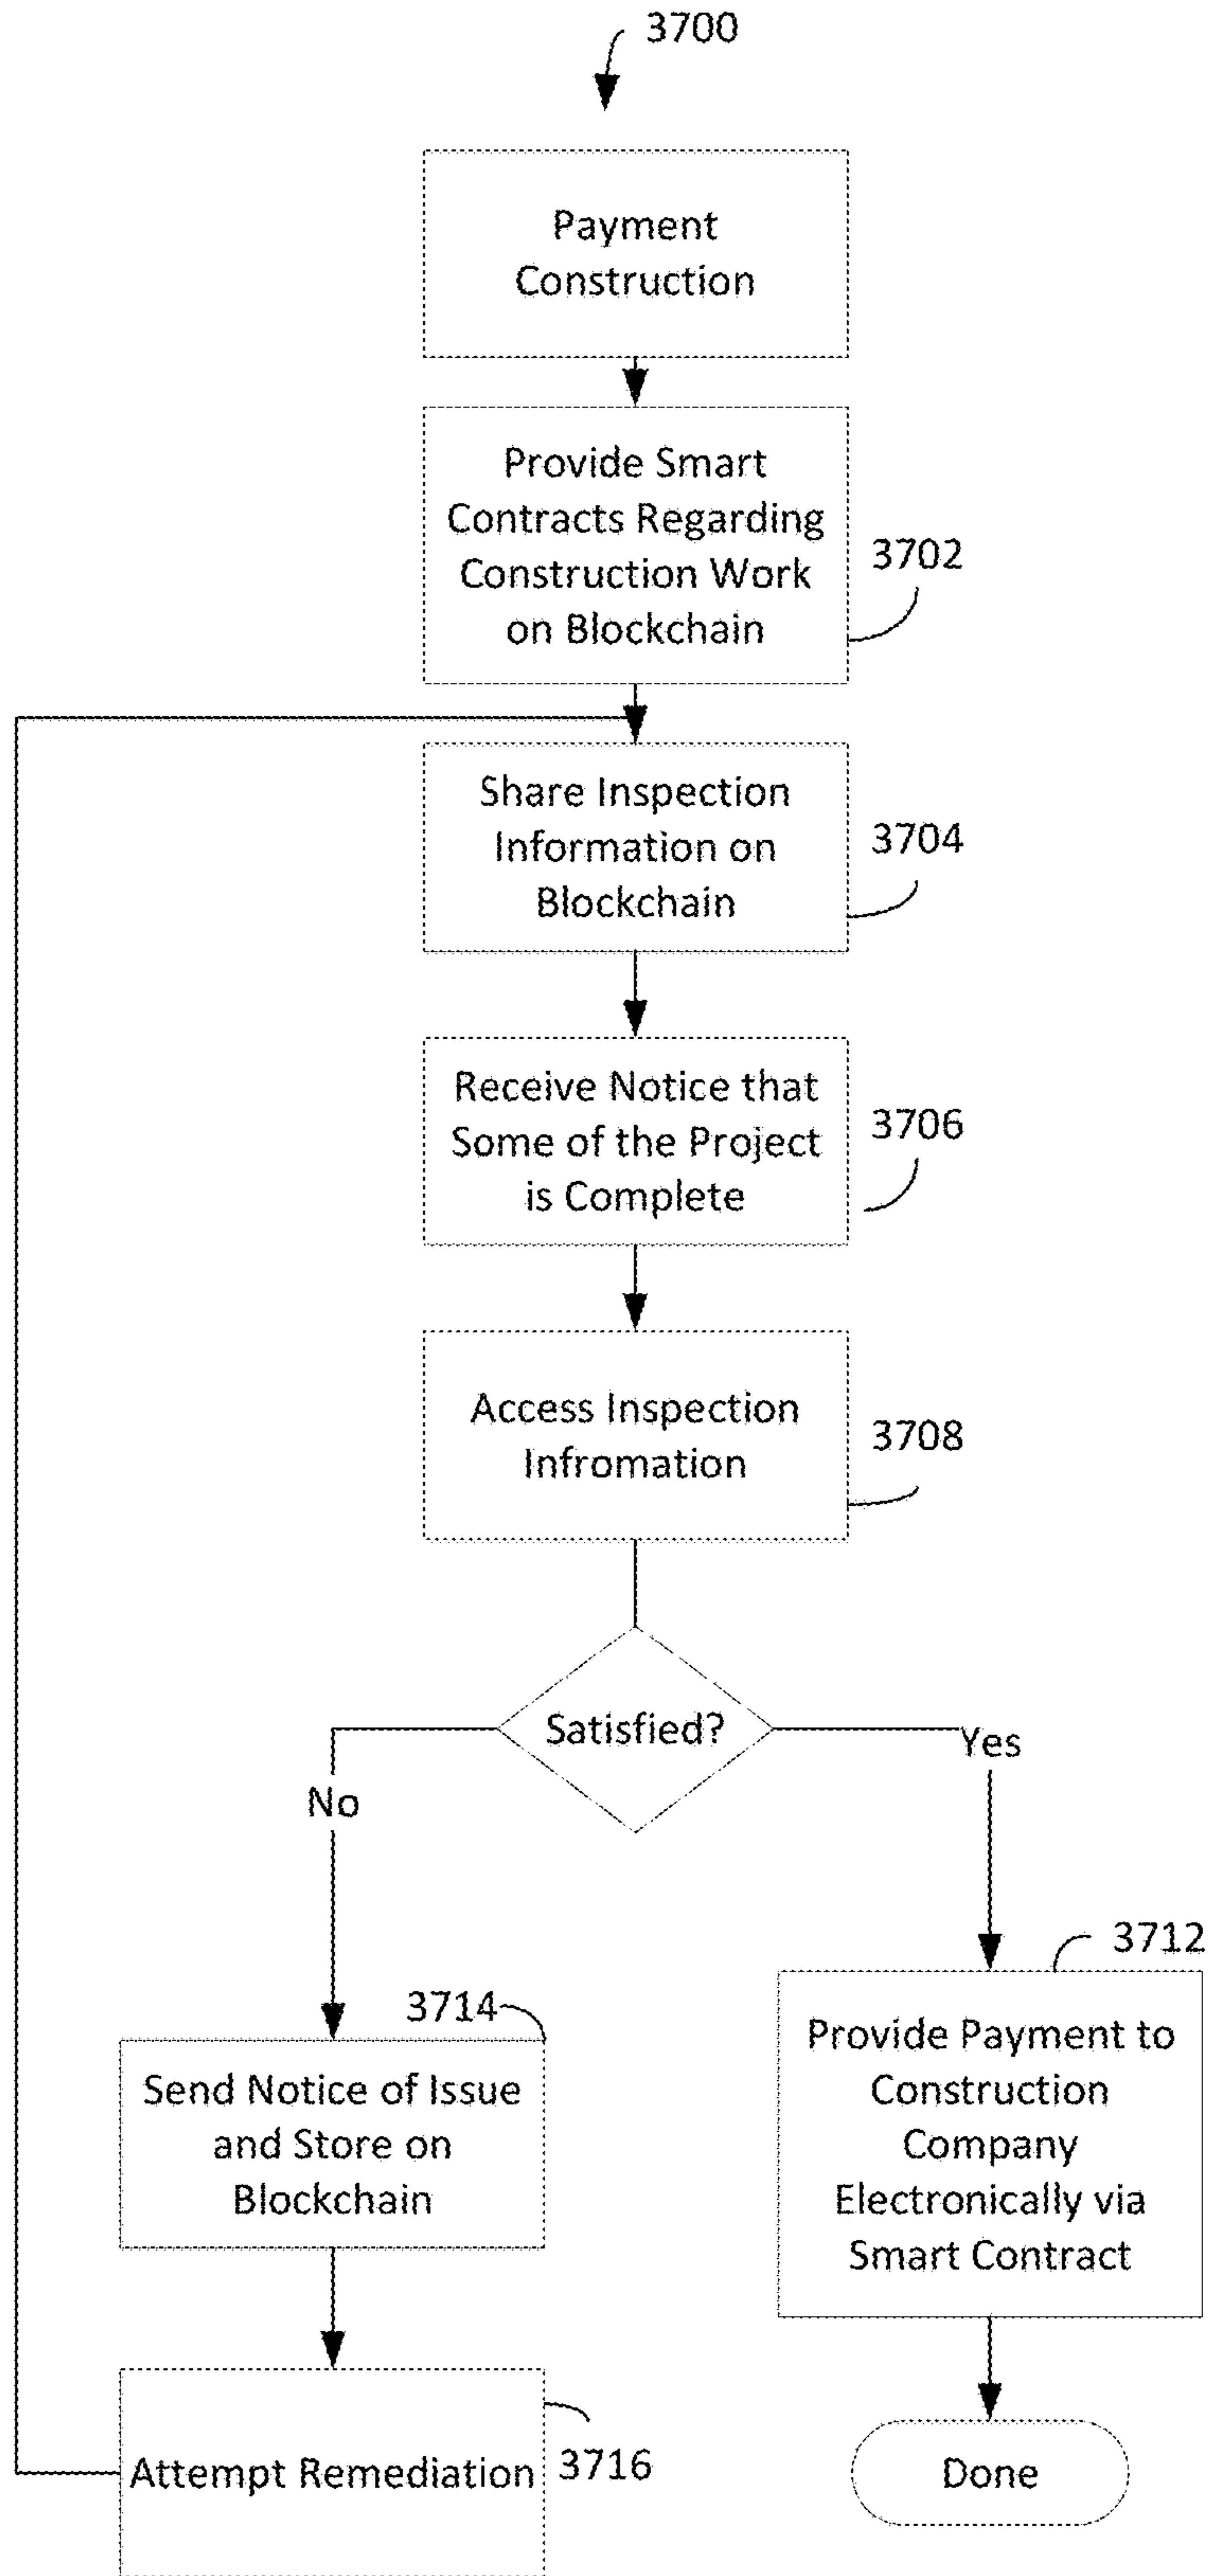 3700
Payment
Construction
Provide Smart
Contracts Regarding
Construction Work
on Blockchain
3702
Share Inspection
Information on
Blockchain
3704
Receive Notice that
Some of the Project
is Complete
3706
Access Inspection
Infromation
3708
Satisfied?
Yes
No
3712
3714
Provide Payment to
Construction
Company
Electronically via
Smart Contract
Send Notice of Issue
and Store on
Blockchain
Attempt Remediation
3716
Done